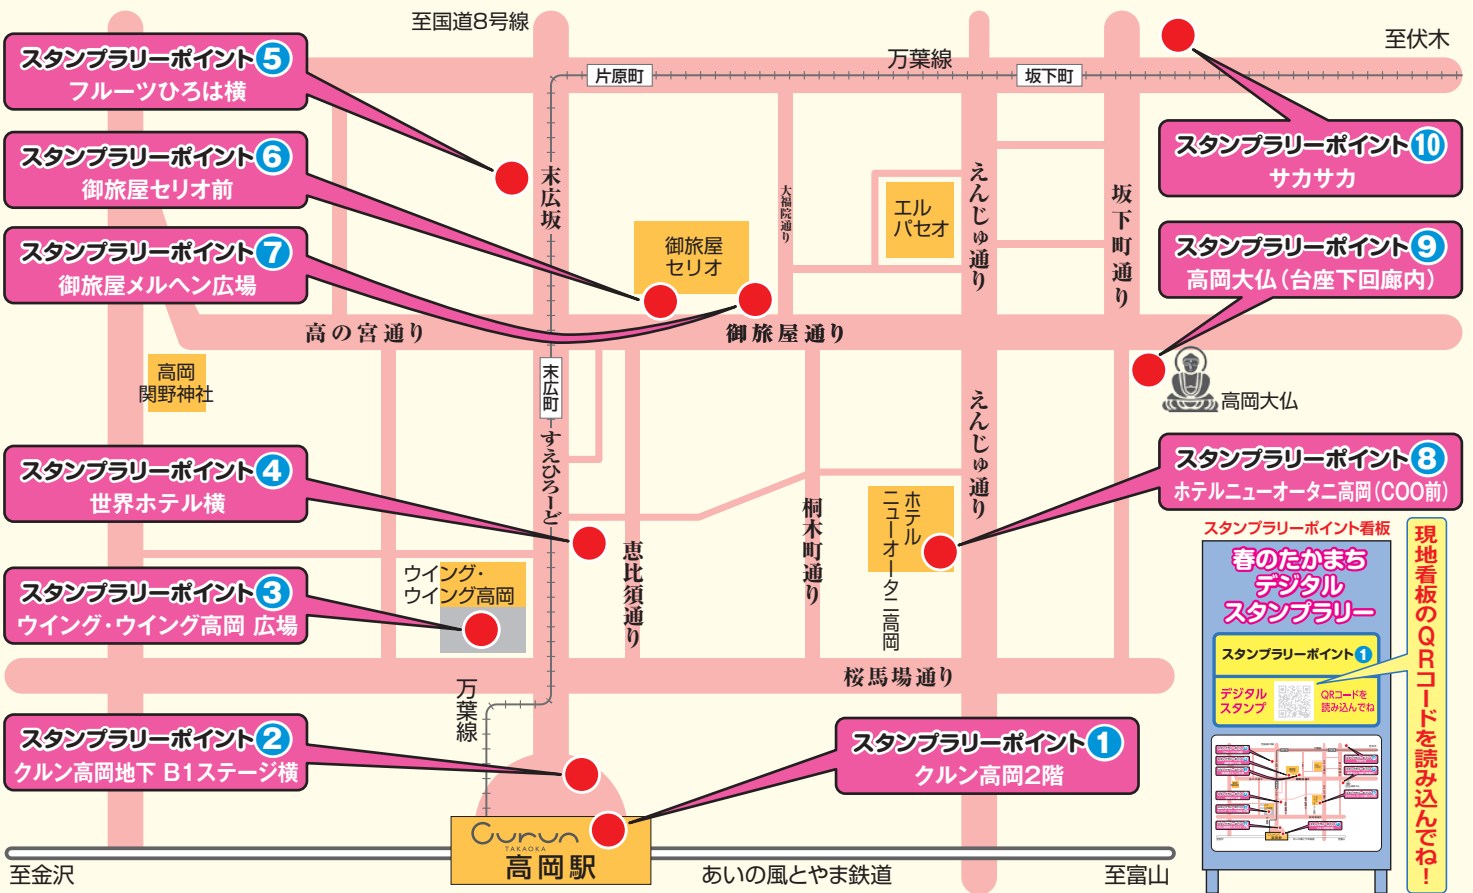 至国道8号線
万葉線
至伏木
片原町
坂下町
スタンプラリーポイント5
フルーツひろは横
スタンプラリーポイント6
御旅屋セリオ前
スタンプラリーポイント7
御旅屋メルヘン広場
スタンプラリーポイント10
サカサカ
スタンプラリーポイント9
高岡大仏(台座下回廊内)
末広坂
大福院通り
えんじゅ通り
坂下町通り
エル
パセオ
御旅屋
セリオ
高の宮通り
御旅屋通り
高岡
関野神社
末広町
高岡大仏
すえひろーど
えんじゅ通り
スタンプラリーポイント4
世界ホテル横
スタンプラリーポイント8
ホテルニューオータニ高岡(COO前)
恵比須通り
桐木町通り
ホテル
ニューオータニ高岡
ウイング・
ウイング高岡
スタンプラリーポイント3
ウイング・ウイング高岡 広場
桜馬場通り
万葉線
スタンプラリーポイント2
クルン高岡地下 B1ステージ横
スタンプラリーポイント1
クルン高岡2階
Curun
TAKAOKA
高岡駅
至金沢
あいの風とやま鉄道
至富山
スタンプラリーポイント看板
春のたかまち
デジタル
スタンプラリー
スタンプラリーポイント1
デジタル
スタンプ
QRコードを
読み込んでね
現地看板のQRコードを読み込んでね!